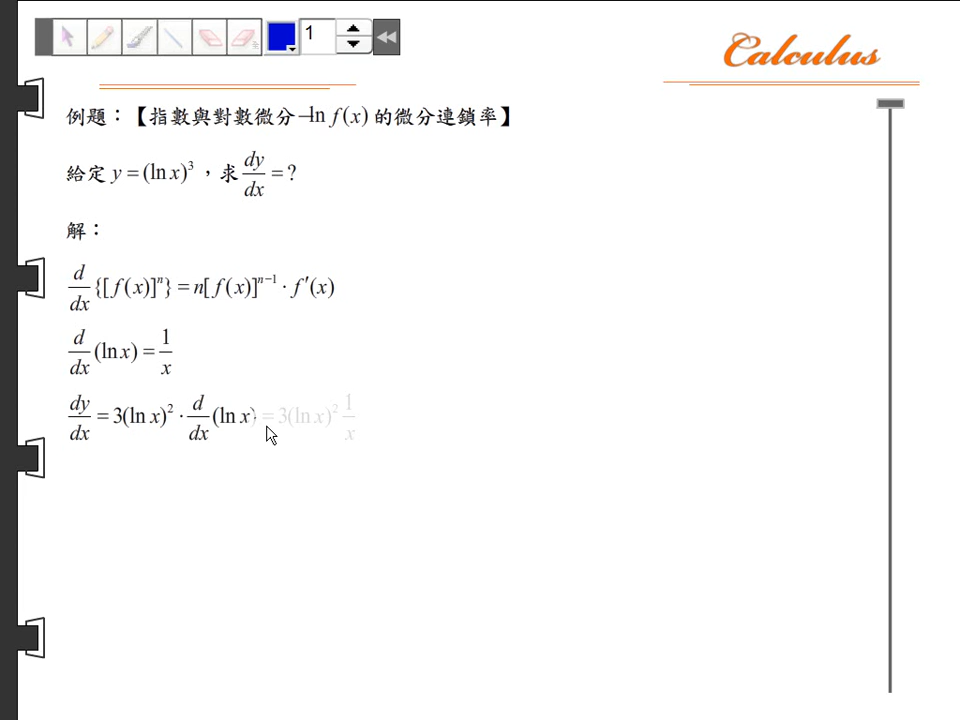 1
Calculus
例題：【指數與對數微分－ln f(x) 的微分連鎖率】
給定 y = (ln x)³，求 dy/dx = ?
解：
d/dx {[f(x)]ⁿ} = n[f(x)]ⁿ⁻¹ · f′(x)
d/dx (ln x) = 1/x
dy/dx = 3(ln x)² · d/dx (ln x) = 3(ln x)² 1/x